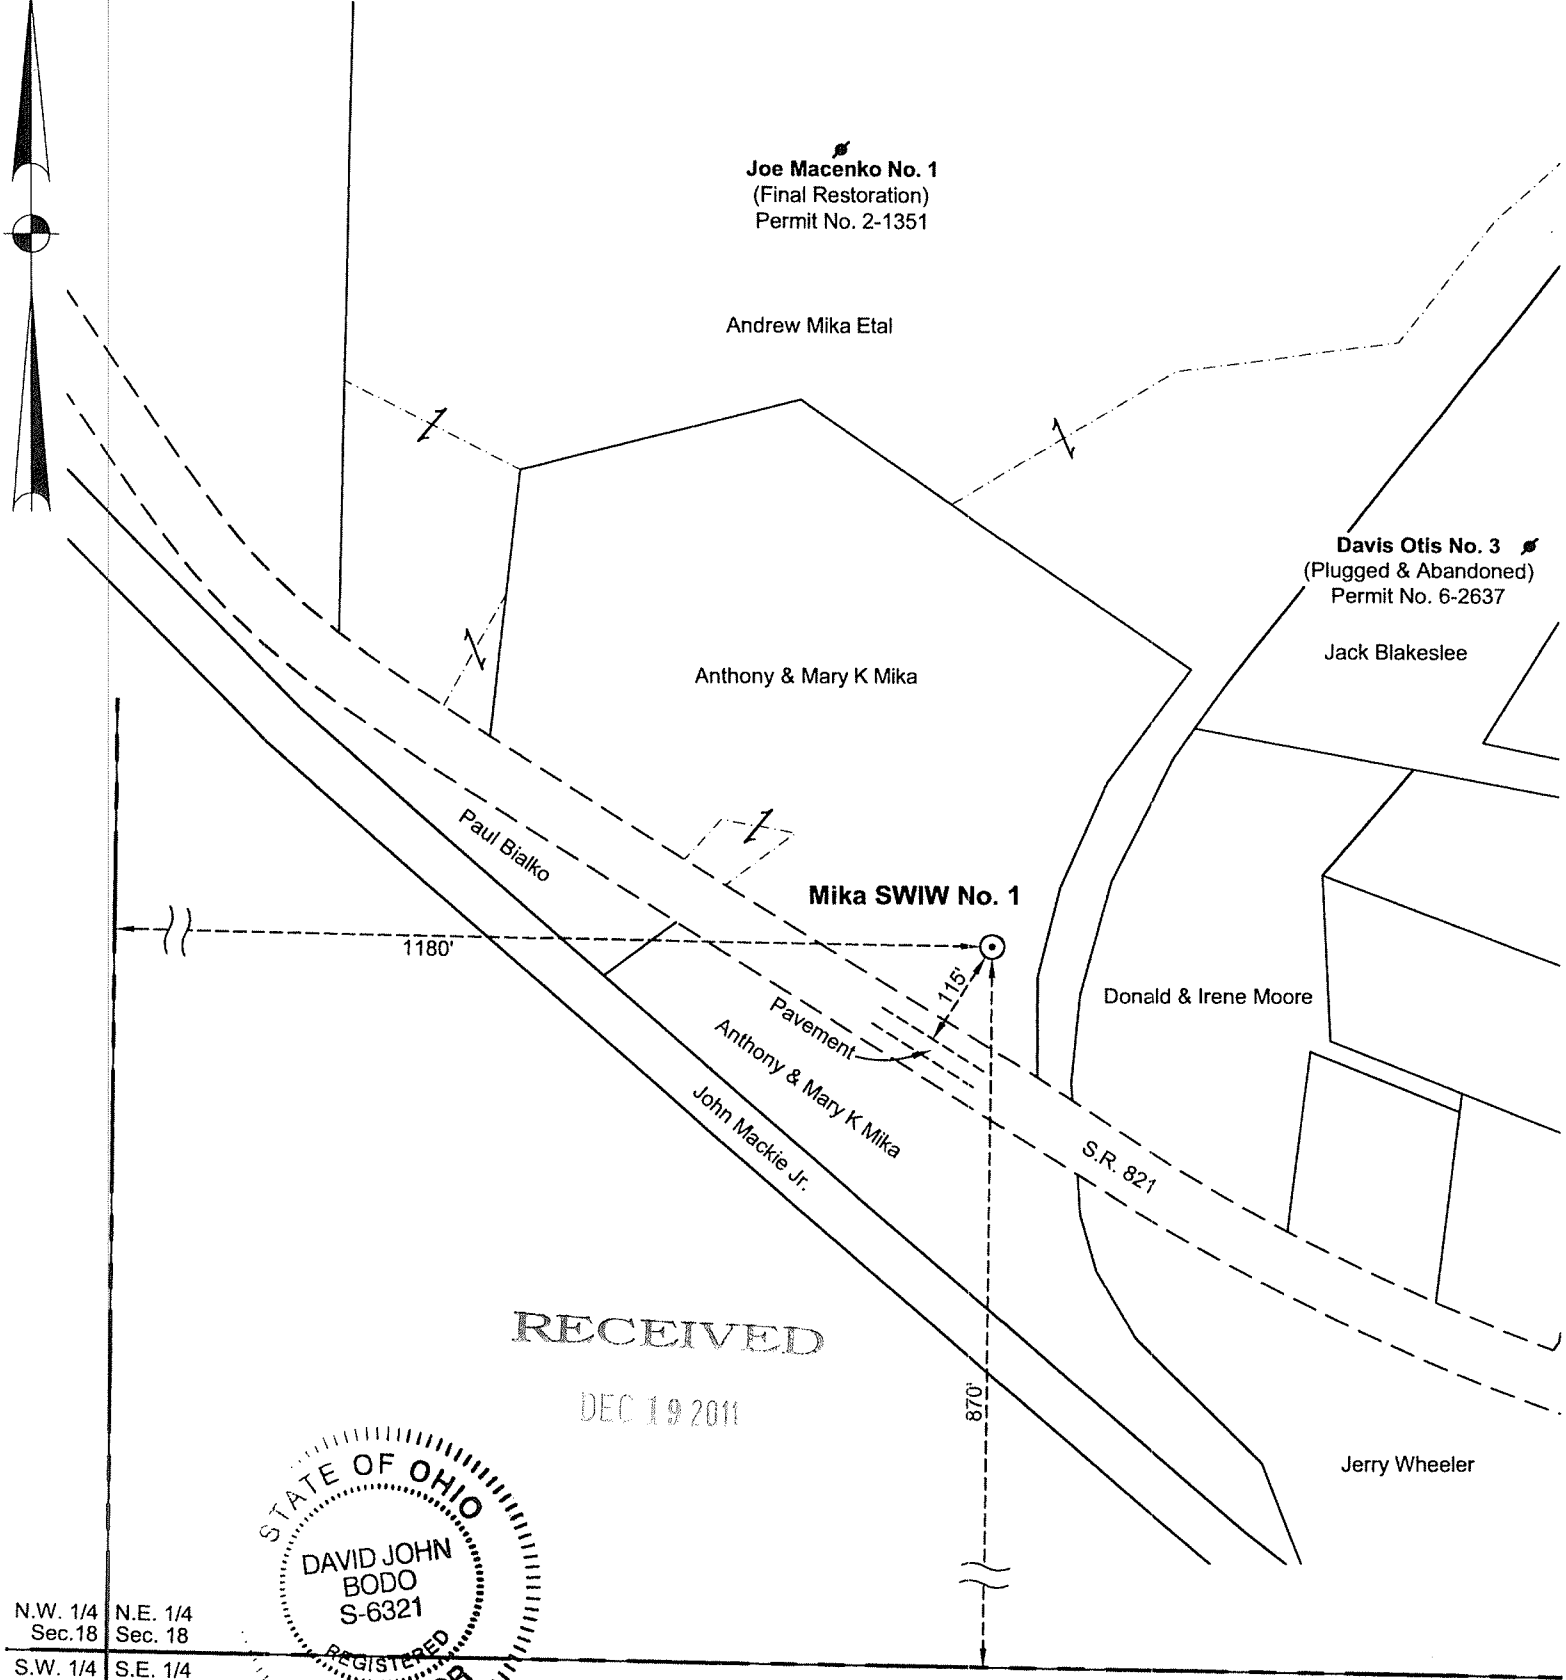 Joe Macenko No. 1
(Final Restoration)
Permit No. 2-1351
Andrew Mika Etal
Davis Otis No. 3
(Plugged & Abandoned)
Permit No. 6-2637
Jack Blakeslee
Anthony & Mary K Mika
Paul Bialko
Mika SWIW No. 1
1180'
115'
Donald & Irene Moore
Pavement
Anthony & Mary K Mika
John Mackie Jr.
S.R. 821
RECEIVED
DEC 19 2011
870'
Jerry Wheeler
STATE OF OHIO
DAVID JOHN
BODO
S-6321
REGISTERED
N.W. 1/4 N.E. 1/4
Sec.18 Sec. 18
S.W. 1/4 S.E. 1/4